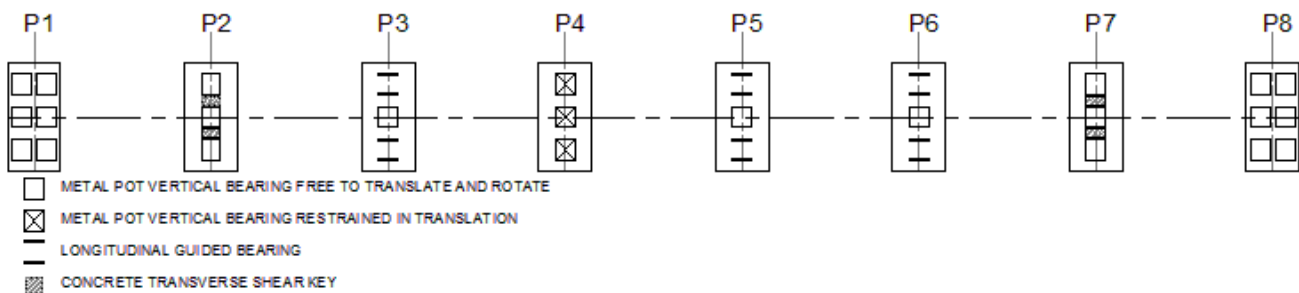 P1 P2 P3 P4 P5 P6 P7 P8
METAL POT VERTICAL BEARING FREE TO TRANSLATE AND ROTATE
METAL POT VERTICAL BEARING RESTRAINED IN TRANSLATION
LONGITUDINAL GUIDED BEARING
CONCRETE TRANSVERSE SHEAR KEY